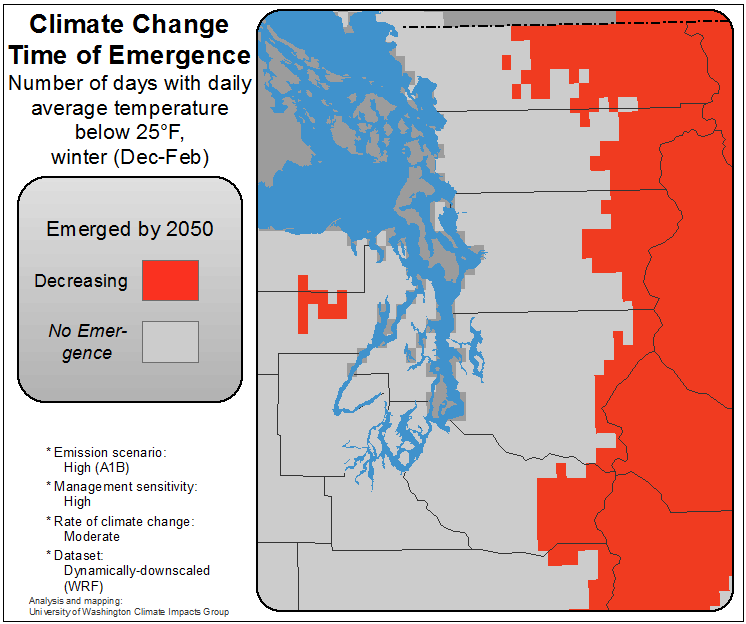 Climate Change
Time of Emergence
Number of days with daily
average temperature
below 25°F,
winter (Dec-Feb)
Emerged by 2050
Decreasing
No Emer-
gence
* Emission scenario:
High (A1B)
* Management sensitivity:
High
* Rate of climate change:
Moderate
* Dataset:
Dynamically-downscaled
(WRF)
Analysis and mapping:
University of Washington Climate Impacts Group